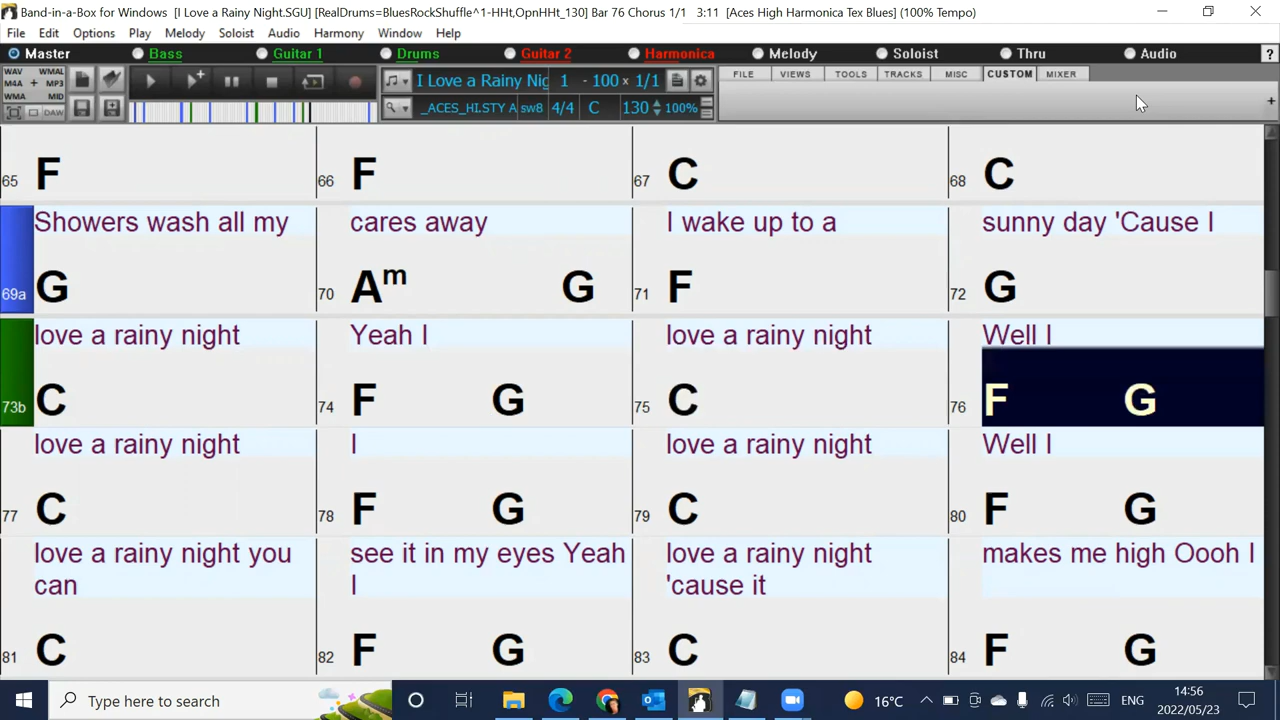 Band-in-a-Box for Windows [I Love a Rainy Night.SGU] [RealDrums=BluesRockShuffle^1-HHt,OpnHHt_130] Bar 76 Chorus 1/1 3:11 [Aces High Harmonica Tex Blues] (100% Tempo)
File Edit Options Play Melody Soloist Audio Harmony Window Help
Master Bass Guitar 1 Drums Guitar 2 Harmonica Melody Soloist Thru Audio ?
WAV WMAL
M4A + MP3
WMA MID
DAW
I Love a Rainy Nig 1 - 100 x 1/1
_ACES_HI.STY A sw8 4/4 C 130 100%
FILE VIEWS TOOLS TRACKS MISC CUSTOM MIXER
+
65 F 66 F 67 C 68 C
Showers wash all my cares away I wake up to a sunny day 'Cause I
69a G 70 Am G 71 F 72 G
love a rainy night Yeah I love a rainy night Well I
73b C 74 F G 75 C 76 F G
love a rainy night I love a rainy night Well I
77 C 78 F G 79 C 80 F G
love a rainy night you see it in my eyes Yeah love a rainy night makes me high Oooh I
can I 'cause it
81 C 82 F G 83 C 84 F G
Type here to search 16°C ENG 14:56
2022/05/23